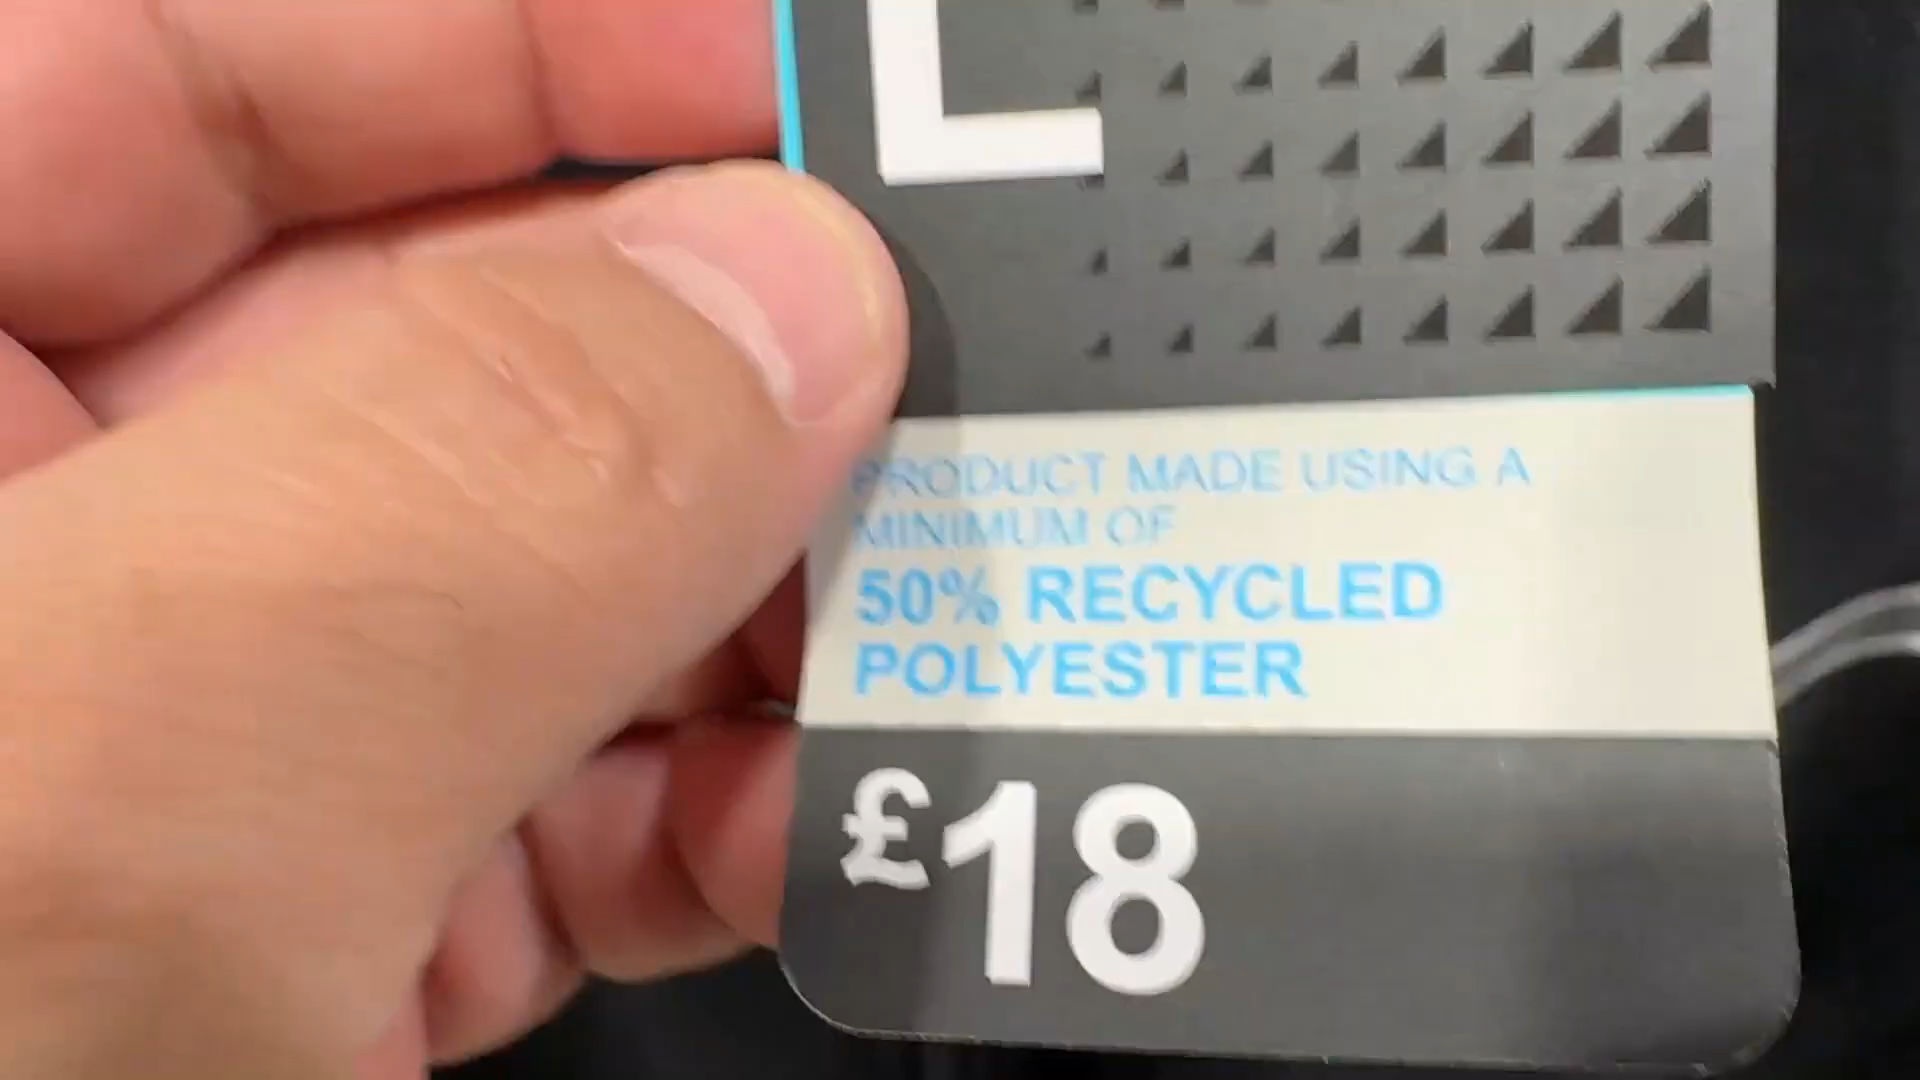 L
PRODUCT MADE USING A
MINIMUM OF
50% RECYCLED
POLYESTER
£18